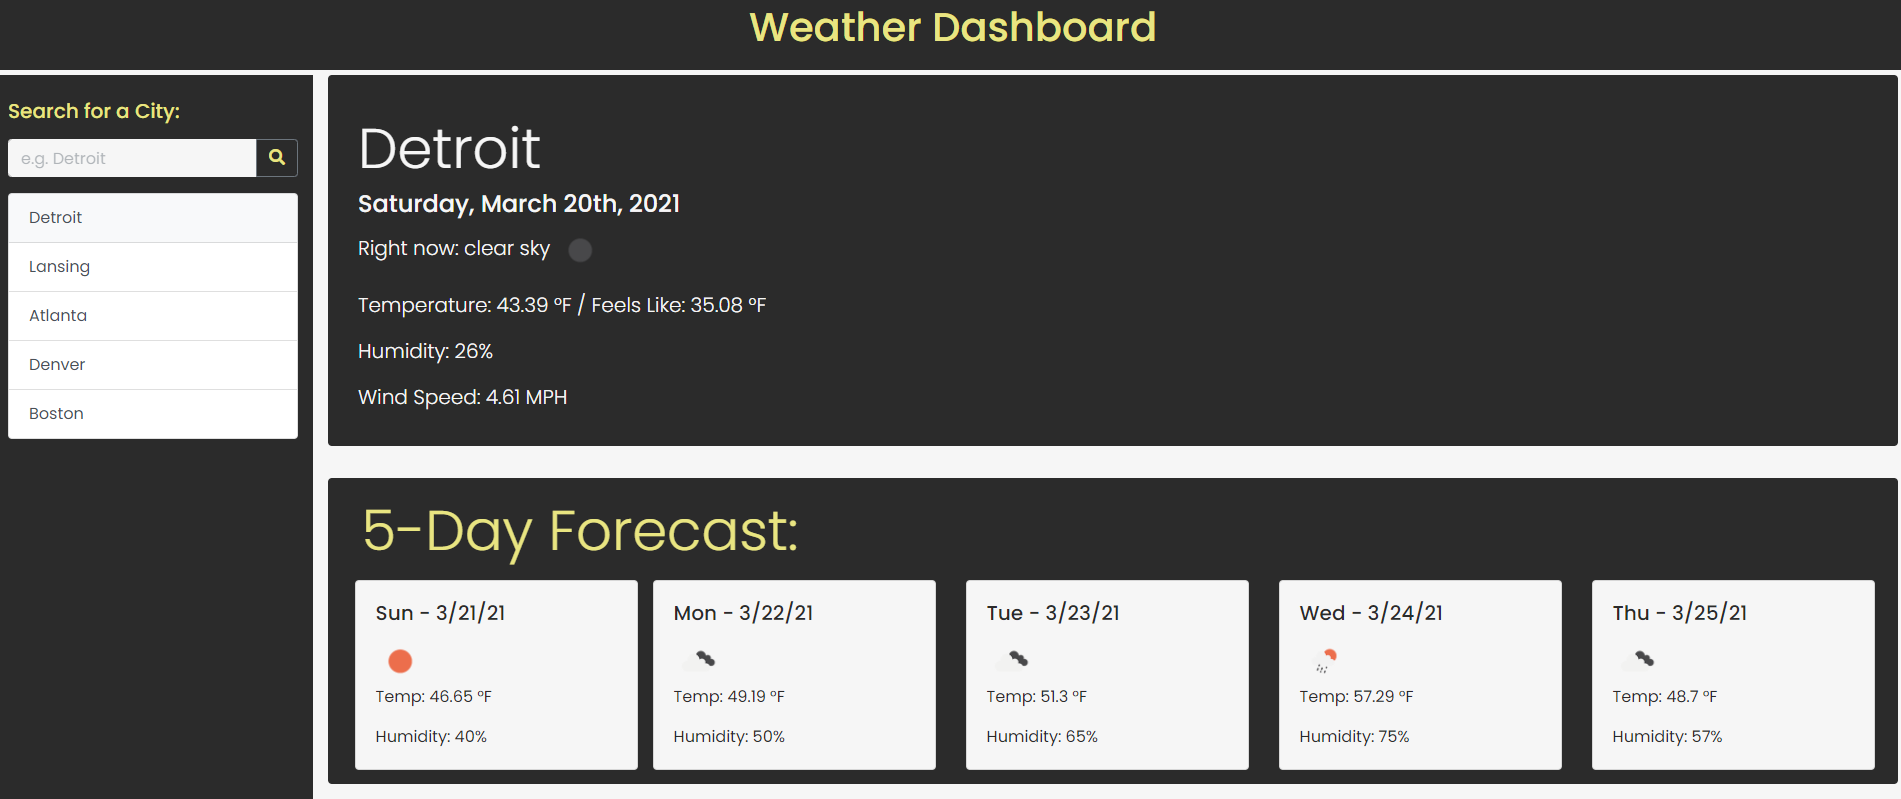 Weather Dashboard
Search for a City:
e.g. Detroit
Detroit
Lansing
Atlanta
Denver
Boston
Detroit
Saturday, March 20th, 2021
Right now: clear sky
Temperature: 43.39 °F / Feels Like: 35.08 °F
Humidity: 26%
Wind Speed: 4.61 MPH
5-Day Forecast:
Sun - 3/21/21
Temp: 46.65 °F
Humidity: 40%
Mon - 3/22/21
Temp: 49.19 °F
Humidity: 50%
Tue - 3/23/21
Temp: 51.3 °F
Humidity: 65%
Wed - 3/24/21
Temp: 57.29 °F
Humidity: 75%
Thu - 3/25/21
Temp: 48.7 °F
Humidity: 57%